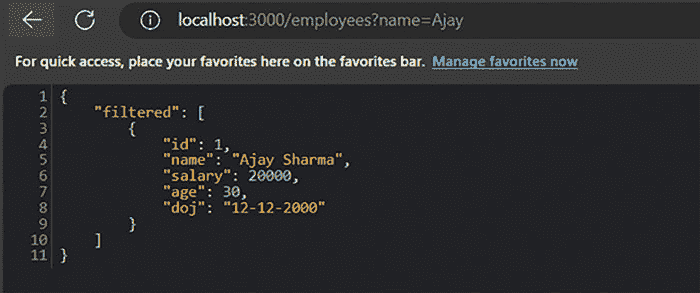 localhost:3000/employees?name=Ajay
For quick access, place your favorites here on the favorites bar. Manage favorites now
1 {
2 "filtered": [
3 {
4 "id": 1,
5 "name": "Ajay Sharma",
6 "salary": 20000,
7 "age": 30,
8 "doj": "12-12-2000"
9 }
10 ]
11 }